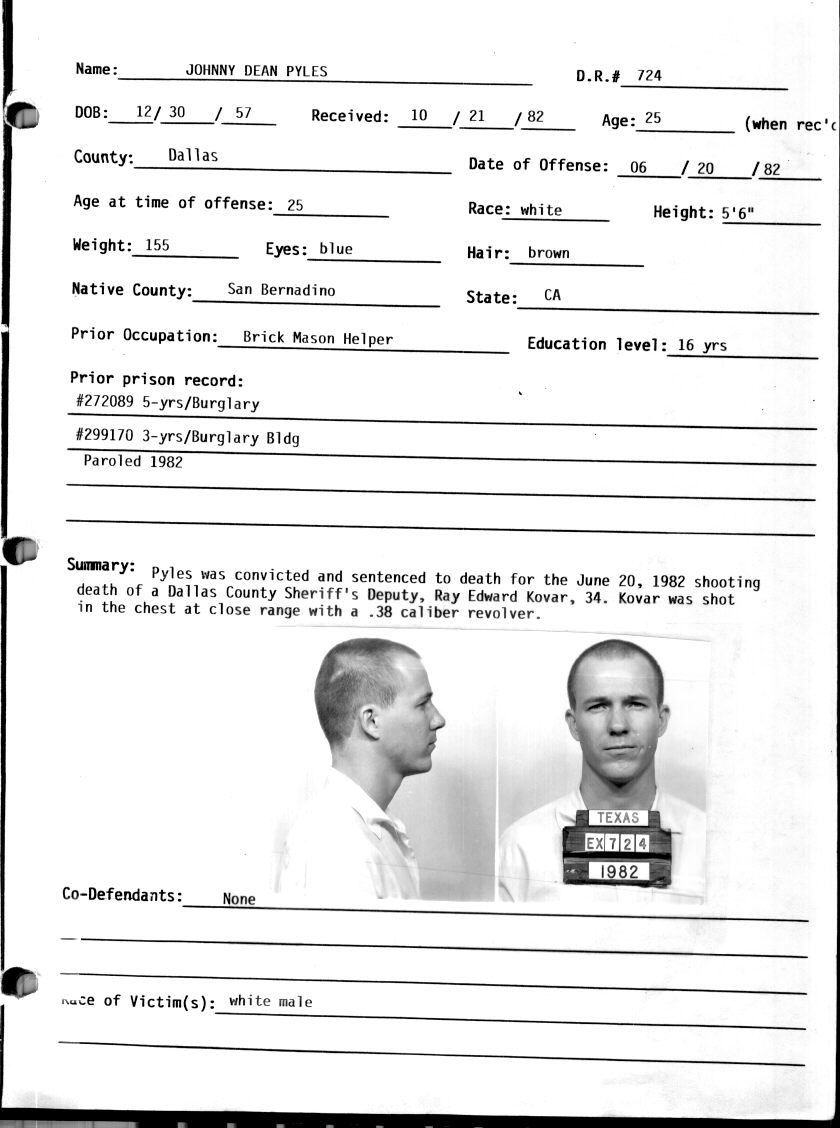 Name: JOHNNY DEAN PYLES D.R.# 724
DOB: 12/ 30 / 57 Received: 10 / 21 / 82 Age: 25 (when rec'd
County: Dallas Date of Offense: 06 / 20 / 82
Age at time of offense: 25 Race: white Height: 5'6"
Weight: 155 Eyes: blue Hair: brown
Native County: San Bernadino State: CA
Prior Occupation: Brick Mason Helper Education level: 16 yrs
Prior prison record:
#272089 5-yrs/Burglary
#299170 3-yrs/Burglary Bldg
Paroled 1982
Summary: Pyles was convicted and sentenced to death for the June 20, 1982 shooting
death of a Dallas County Sheriff's Deputy, Ray Edward Kovar, 34. Kovar was shot
in the chest at close range with a .38 caliber revolver.
TEXAS
EX 7 2 4
1982
Co-Defendants: None
Race of Victim(s): white male